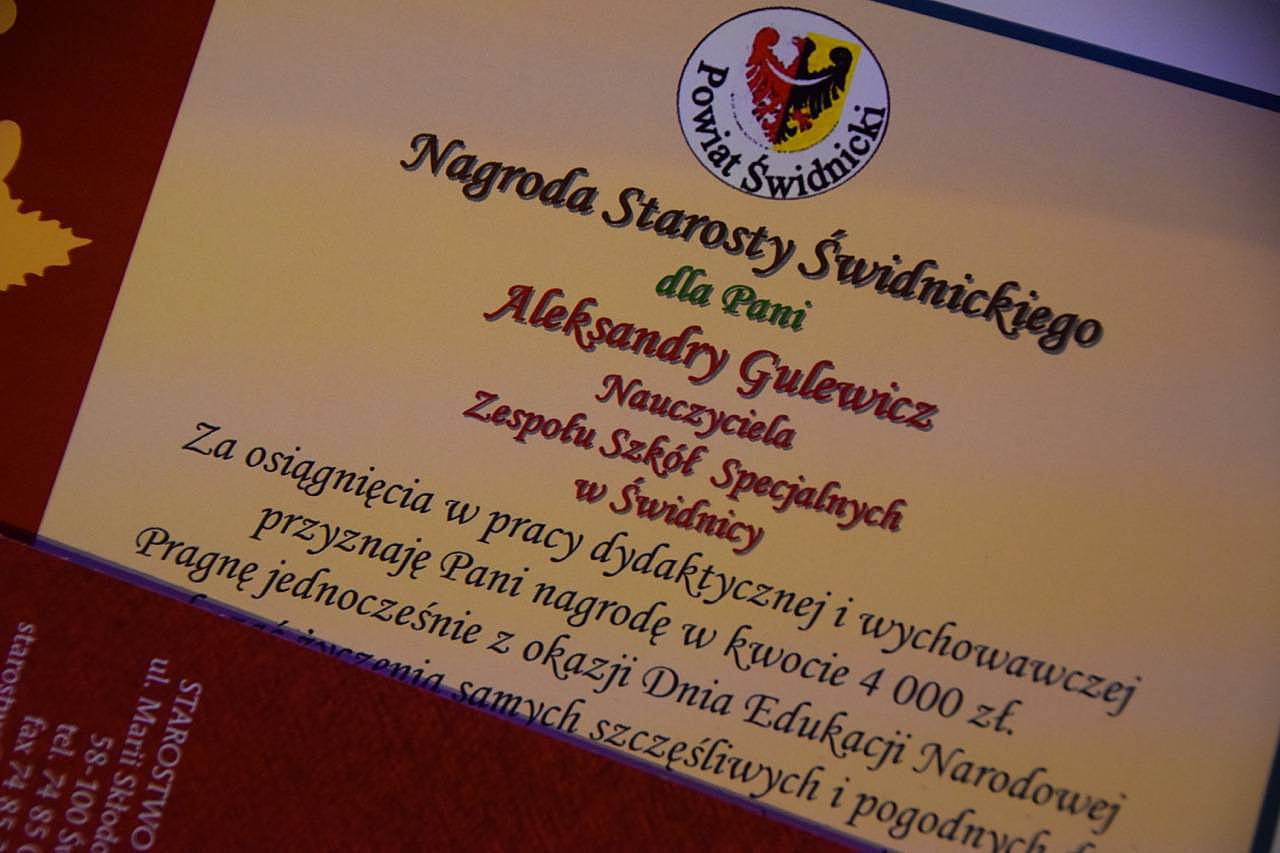 Powiat Świdnicki
Nagroda Starosty Świdnickiego
dla Pani
Aleksandry Gulewicz
Nauczyciela
Zespołu Szkół Specjalnych
w Świdnicy
Za osiągnięcia w pracy dydaktycznej i wychowawczej
przyznaję Pani nagrodę w kwocie 4 000 zł.
Pragnę jednocześnie z okazji Dnia Edukacji Narodowej
życzenia samych szczęśliwych i pogodnych
STAROSTWO
ul. Marii
58-100
tel. 74 85
fax 74 85